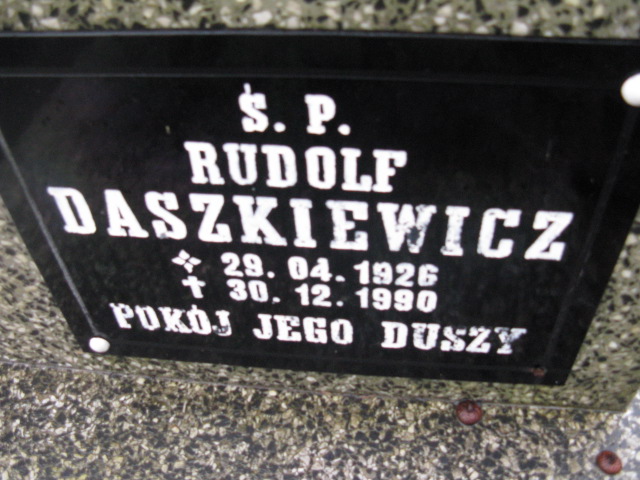 Ś. P.
RUDOLF
DASZKIEWICZ
29. 04. 1926
30. 12. 1990
POKÓJ JEGO DUSZY